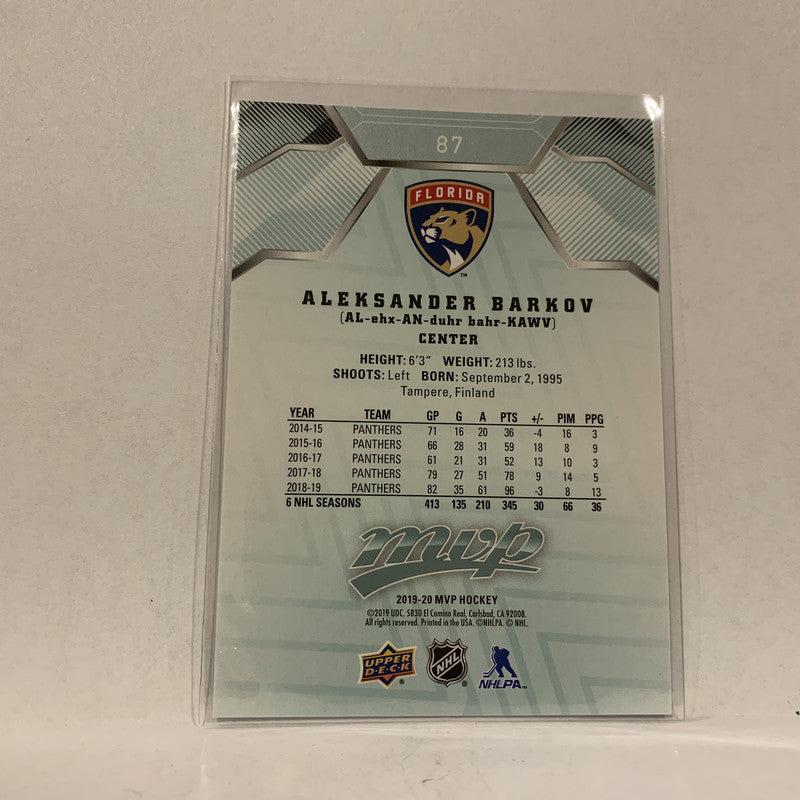 87
FLORIDA
™
ALEKSANDER BARKOV
(AL-ehx-AN-duhr bahr-KAWV)
CENTER
HEIGHT: 6'3" WEIGHT: 213 lbs.
SHOOTS: Left BORN: September 2, 1995
Tampere, Finland
YEAR TEAM GP G A PTS +/- PIM PPG
2014-15 PANTHERS 71 16 20 36 -4 16 3
2015-16 PANTHERS 66 28 31 59 18 8 9
2016-17 PANTHERS 61 21 31 52 13 10 3
2017-18 PANTHERS 79 27 51 78 9 14 5
2018-19 PANTHERS 82 35 61 96 -3 8 13
6 NHL SEASONS 413 135 210 345 30 66 36
mvp
2019-20 MVP HOCKEY
©2019 UDC. 5830 El Camino Real, Carlsbad, CA 92008.
All rights reserved. Printed in the USA. ©NHLPA. © NHL.
UPPER DECK ® NHL ® NHLPA™